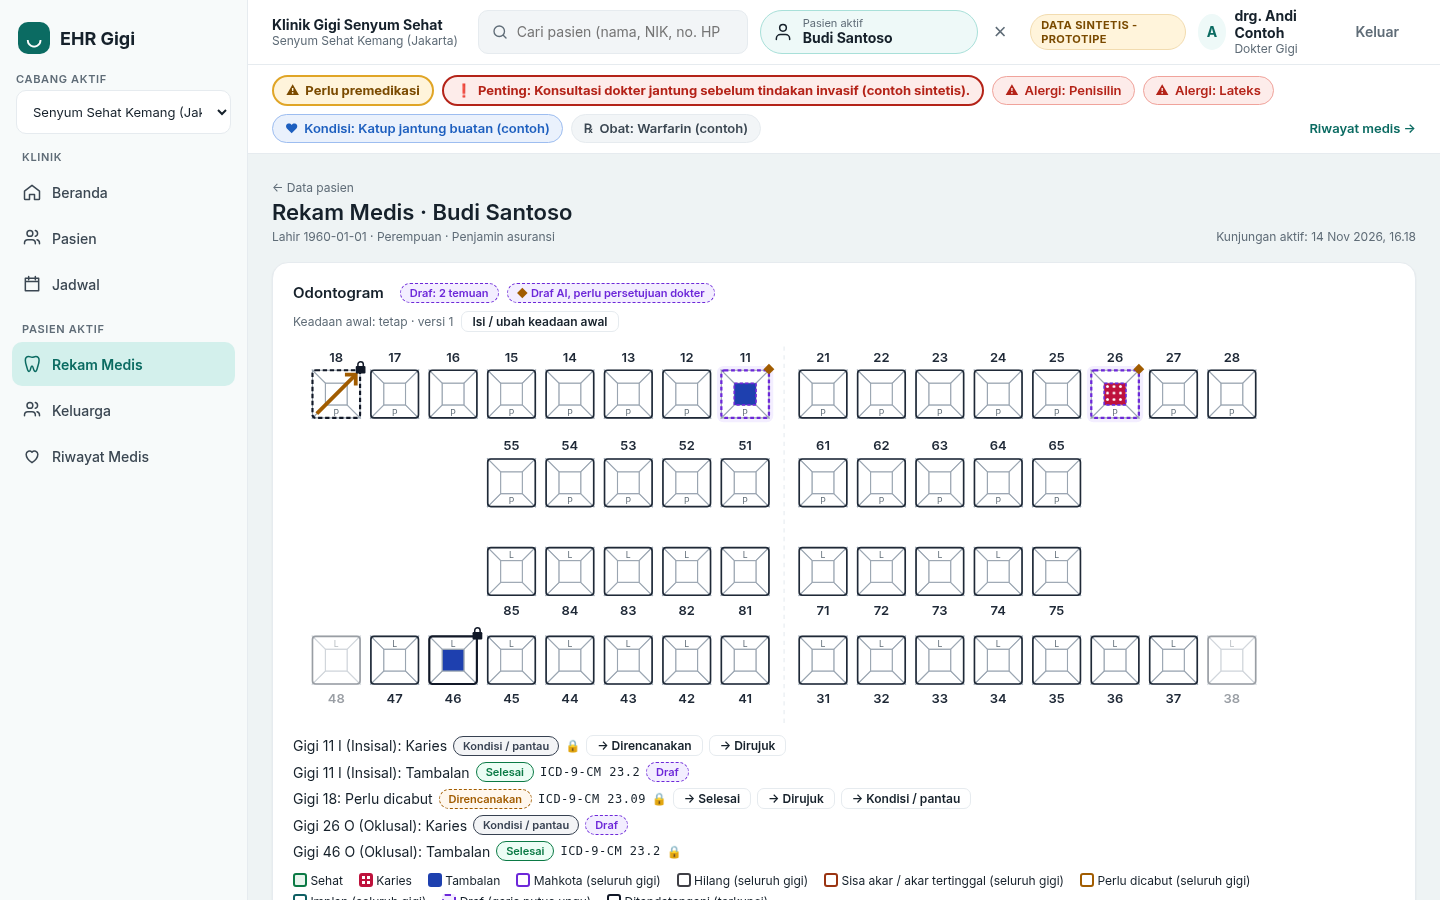 EHR Gigi
CABANG AKTIF
Senyum Sehat Kemang (Jak
KLINIK
Beranda
Pasien
Jadwal
PASIEN AKTIF
Rekam Medis
Keluarga
Riwayat Medis
Klinik Gigi Senyum Sehat
Senyum Sehat Kemang (Jakarta)
Cari pasien (nama, NIK, no. HP
Pasien aktif
Budi Santoso
×
DATA SINTETIS - PROTOTIPE
A
drg. Andi Contoh
Dokter Gigi
Keluar
⚠ Perlu premedikasi
❗ Penting: Konsultasi dokter jantung sebelum tindakan invasif (contoh sintetis).
⚠ Alergi: Penisilin
⚠ Alergi: Lateks
♥ Kondisi: Katup jantung buatan (contoh)
℞ Obat: Warfarin (contoh)
Riwayat medis →
← Data pasien
Rekam Medis · Budi Santoso
Lahir 1960-01-01 · Perempuan · Penjamin asuransi
Kunjungan aktif: 14 Nov 2026, 16.18
Odontogram
Draf: 2 temuan
◆ Draf AI, perlu persetujuan dokter
Keadaan awal: tetap · versi 1
Isi / ubah keadaan awal
18 17 16 15 14 13 12 11 21 22 23 24 25 26 27 28
P P P P P P P P P P P P P P P P
55 54 53 52 51 61 62 63 64 65
P P P P P P P P P P
L L L L L L L L L L
85 84 83 82 81 71 72 73 74 75
L L L L L L L L L L L L L L L L
48 47 46 45 44 43 42 41 31 32 33 34 35 36 37 38
Gigi 11 I (Insisal): Karies Kondisi / pantau 🔒 → Direncanakan → Dirujuk
Gigi 11 I (Insisal): Tambalan Selesai ICD-9-CM 23.2 Draf
Gigi 18: Perlu dicabut Direncanakan ICD-9-CM 23.09 🔒 → Selesai → Dirujuk → Kondisi / pantau
Gigi 26 O (Oklusal): Karies Kondisi / pantau Draf
Gigi 46 O (Oklusal): Tambalan Selesai ICD-9-CM 23.2 🔒
Sehat Karies Tambalan Mahkota (seluruh gigi) Hilang (seluruh gigi) Sisa akar / akar tertinggal (seluruh gigi) Perlu dicabut (seluruh gigi)
Implan (seluruh gigi) Draf (garis putus ungu) Ditandatangani (terkunci)